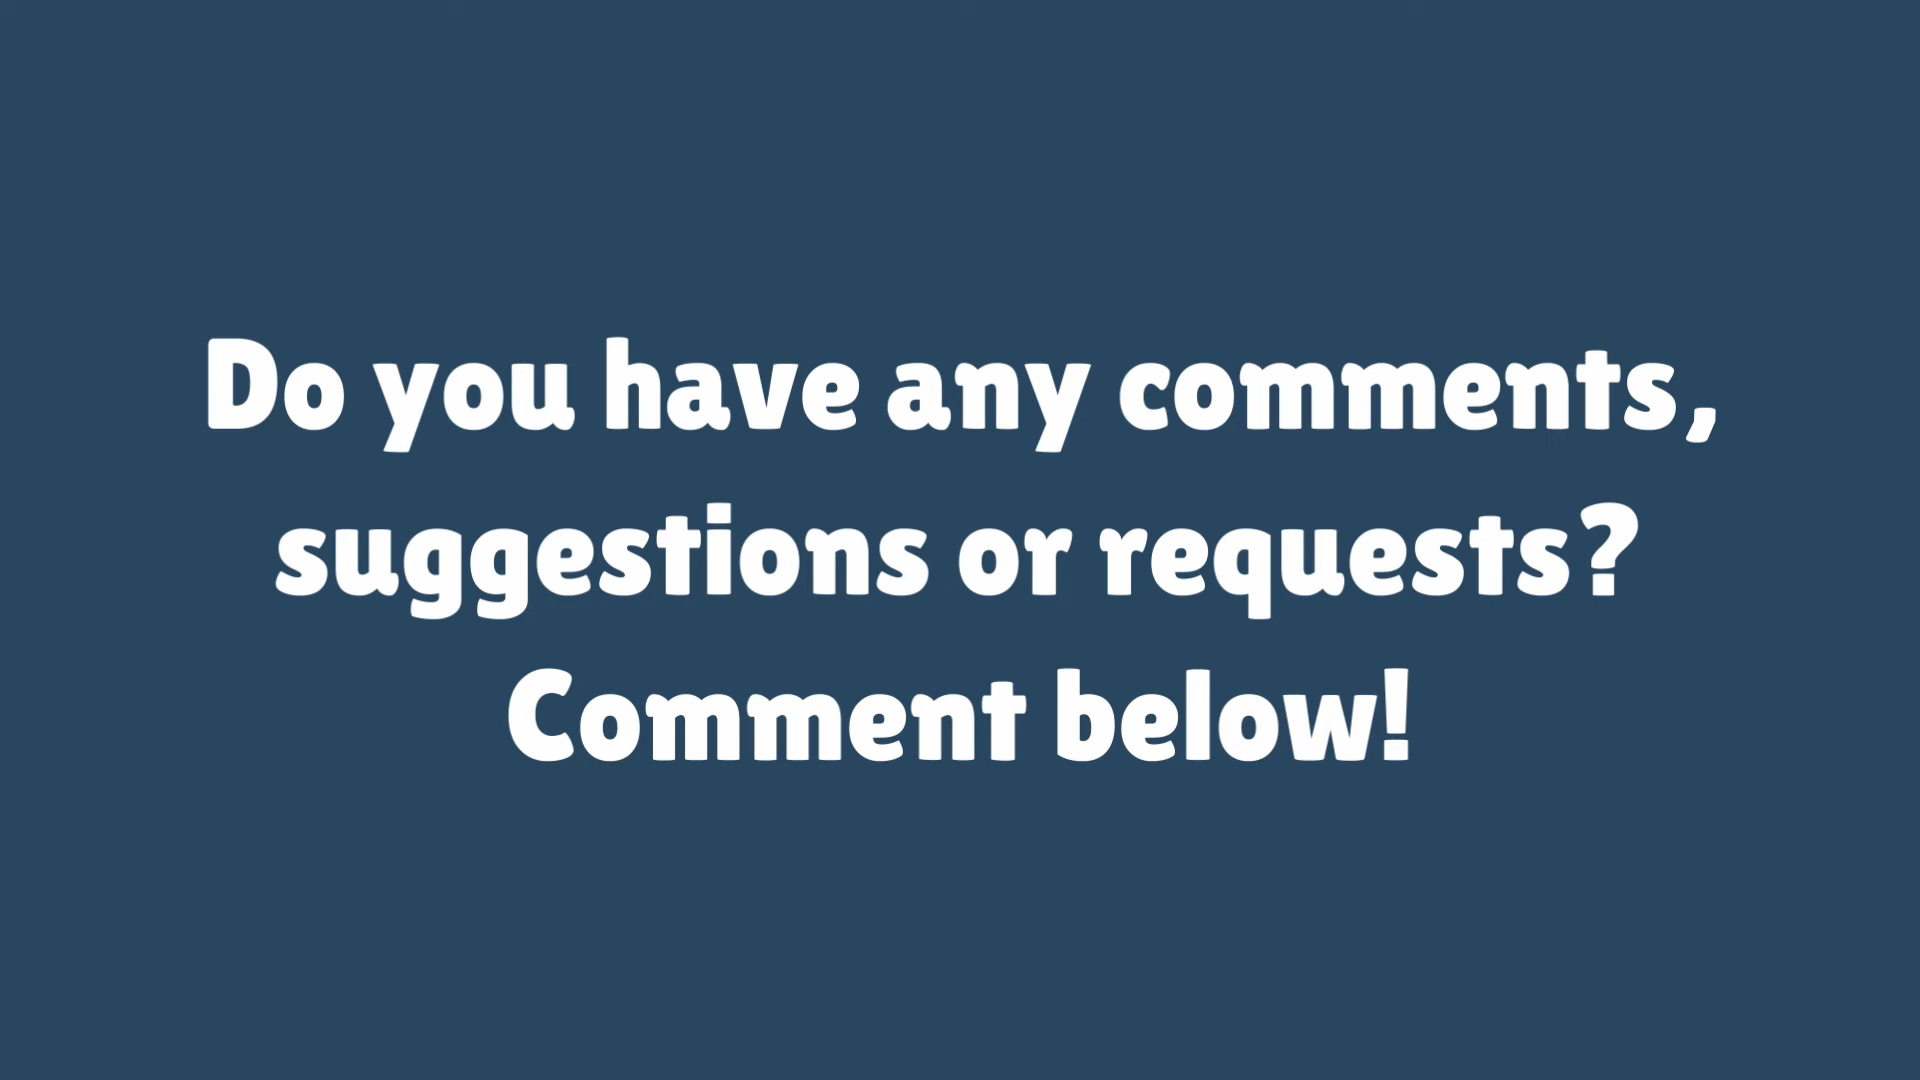 Do you have any comments,
suggestions or requests?
Comment below!